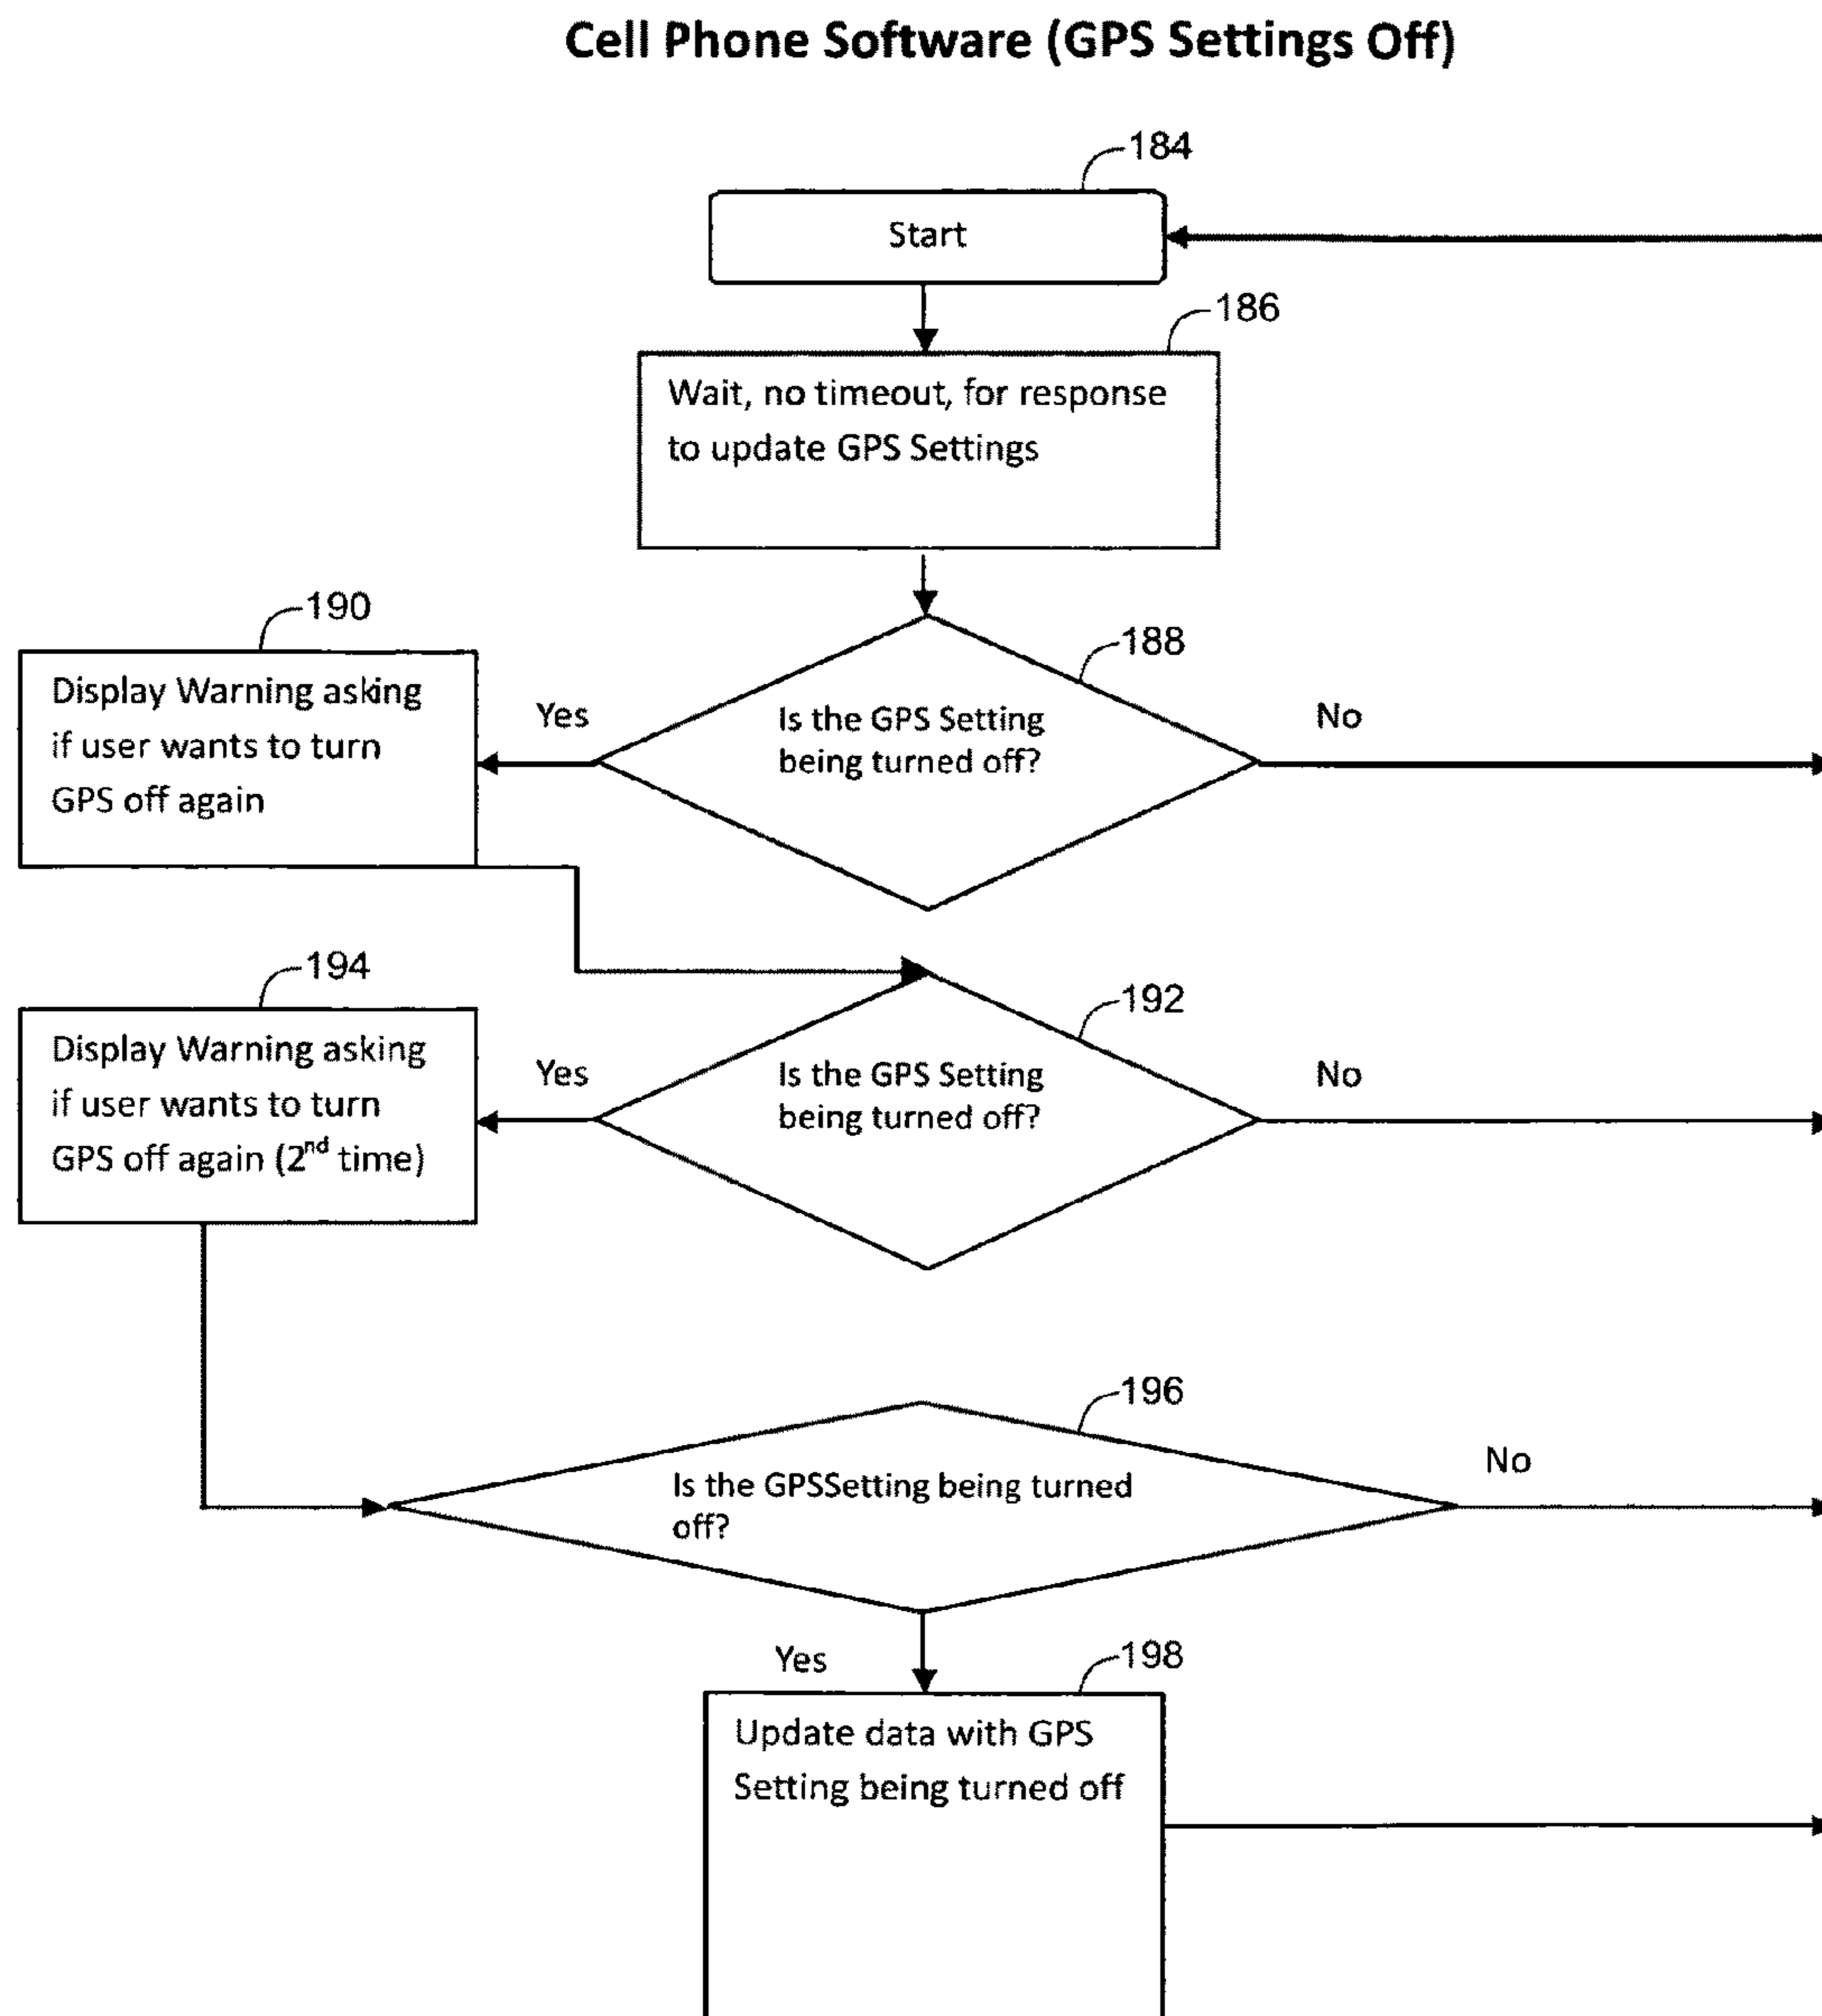 Cell Phone Software (GPS Settings Off)
184
Start
186
Wait, no timeout, for response
to update GPS Settings
190
Display Warning asking
if user wants to turn
GPS off again
Yes
188
Is the GPS Setting
being turned off?
No
194
Display Warning asking
if user wants to turn
GPS off again (2nd time)
Yes
192
Is the GPS Setting
being turned off?
No
196
Is the GPSSetting being turned
off?
No
Yes
198
Update data with GPS
Setting being turned off